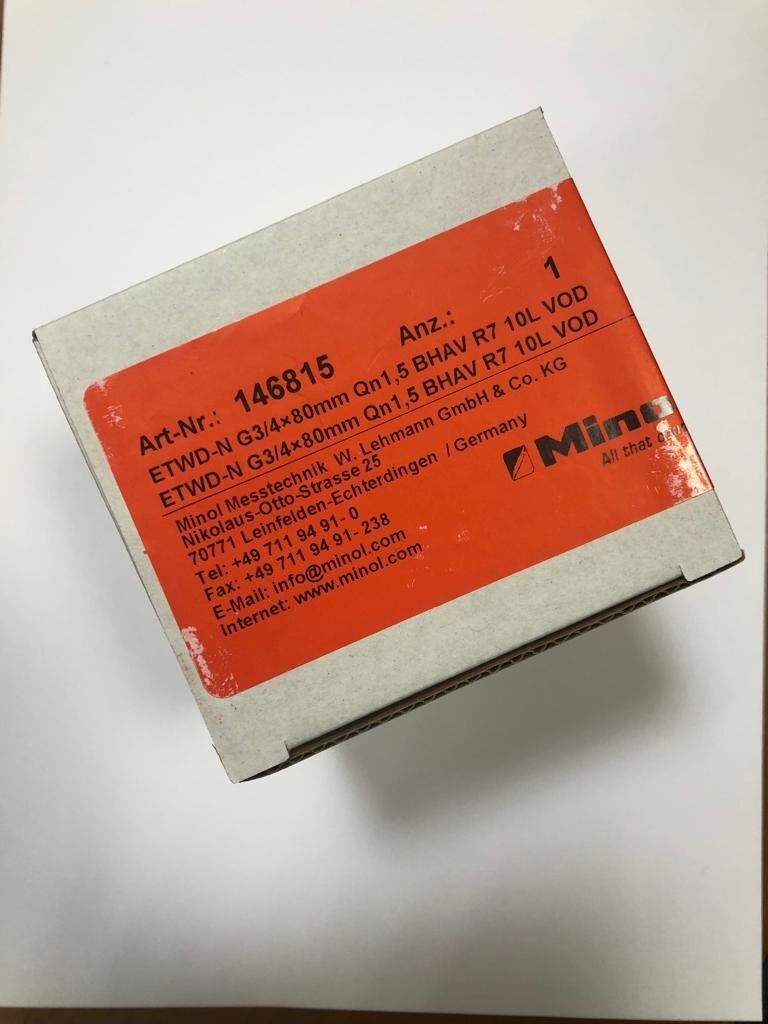 Art-Nr.: 146815 Anz.: 1
ETWD-N G3/4×80mm Qn1,5 BHAV R7 10L VOD
ETWD-N G3/4×80mm Qn1,5 BHAV R7 10L VOD
Minol Messtechnik W. Lehmann GmbH & Co. KG
Nikolaus-Otto-Strasse 25
70771 Leinfelden-Echterdingen / Germany
Tel: +49 711 94 91- 0
Fax: +49 711 94 91- 238
E-Mail: info@minol.com
Internet: www.minol.com
Mino
All that